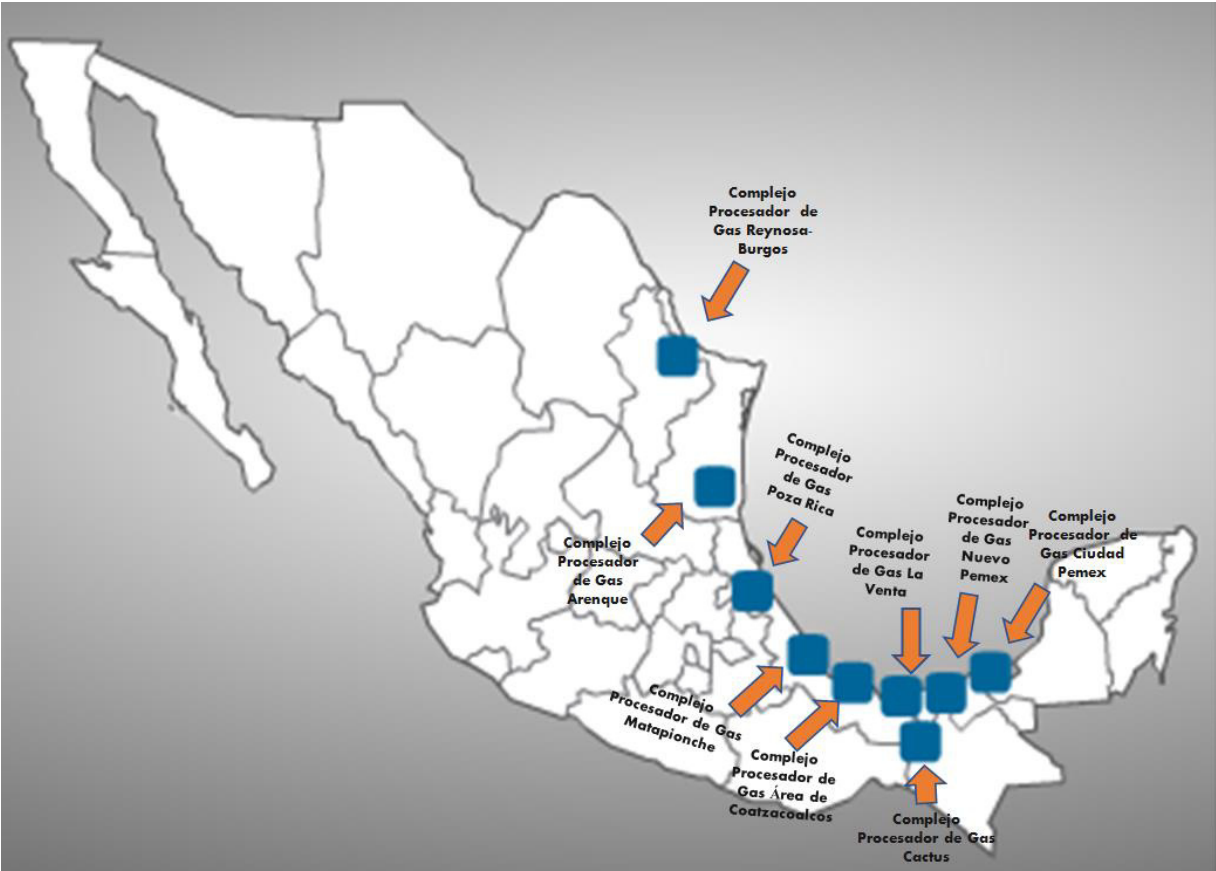 Complejo
Procesador de
Gas Reynosa-
Burgos
Complejo
Procesador
de Gas
Poza Rica
Complejo
Procesador
de Gas
Nuevo
Pemex
Complejo
Procesador de
Gas Ciudad
Pemex
Complejo
Procesador
de Gas La
Venta
Complejo
Procesador
de Gas
Arenque
Complejo
Procesador de Gas
Matapionche
Complejo
Procesador de
Gas Área de
Coatzacoalcos
Complejo
Procesador de Gas
Cactus